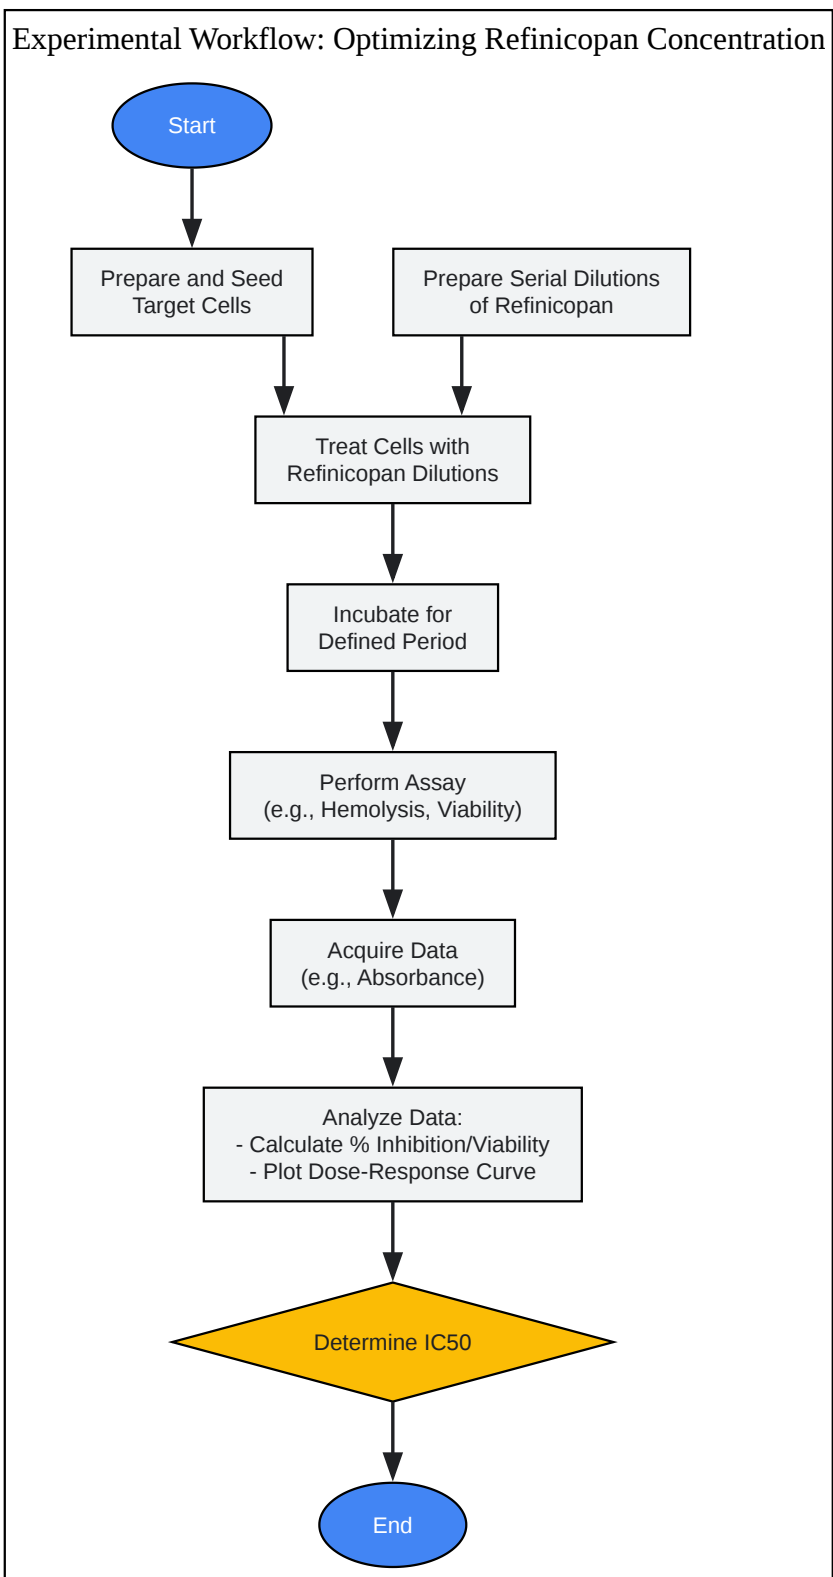 Experimental Workflow: Optimizing Refinicopan Concentration
Start
Prepare and Seed
Target Cells
Prepare Serial Dilutions
of Refinicopan
Treat Cells with
Refinicopan Dilutions
Incubate for
Defined Period
Perform Assay
(e.g., Hemolysis, Viability)
Acquire Data
(e.g., Absorbance)
Analyze Data:
- Calculate % Inhibition/Viability
- Plot Dose-Response Curve
Determine IC50
End